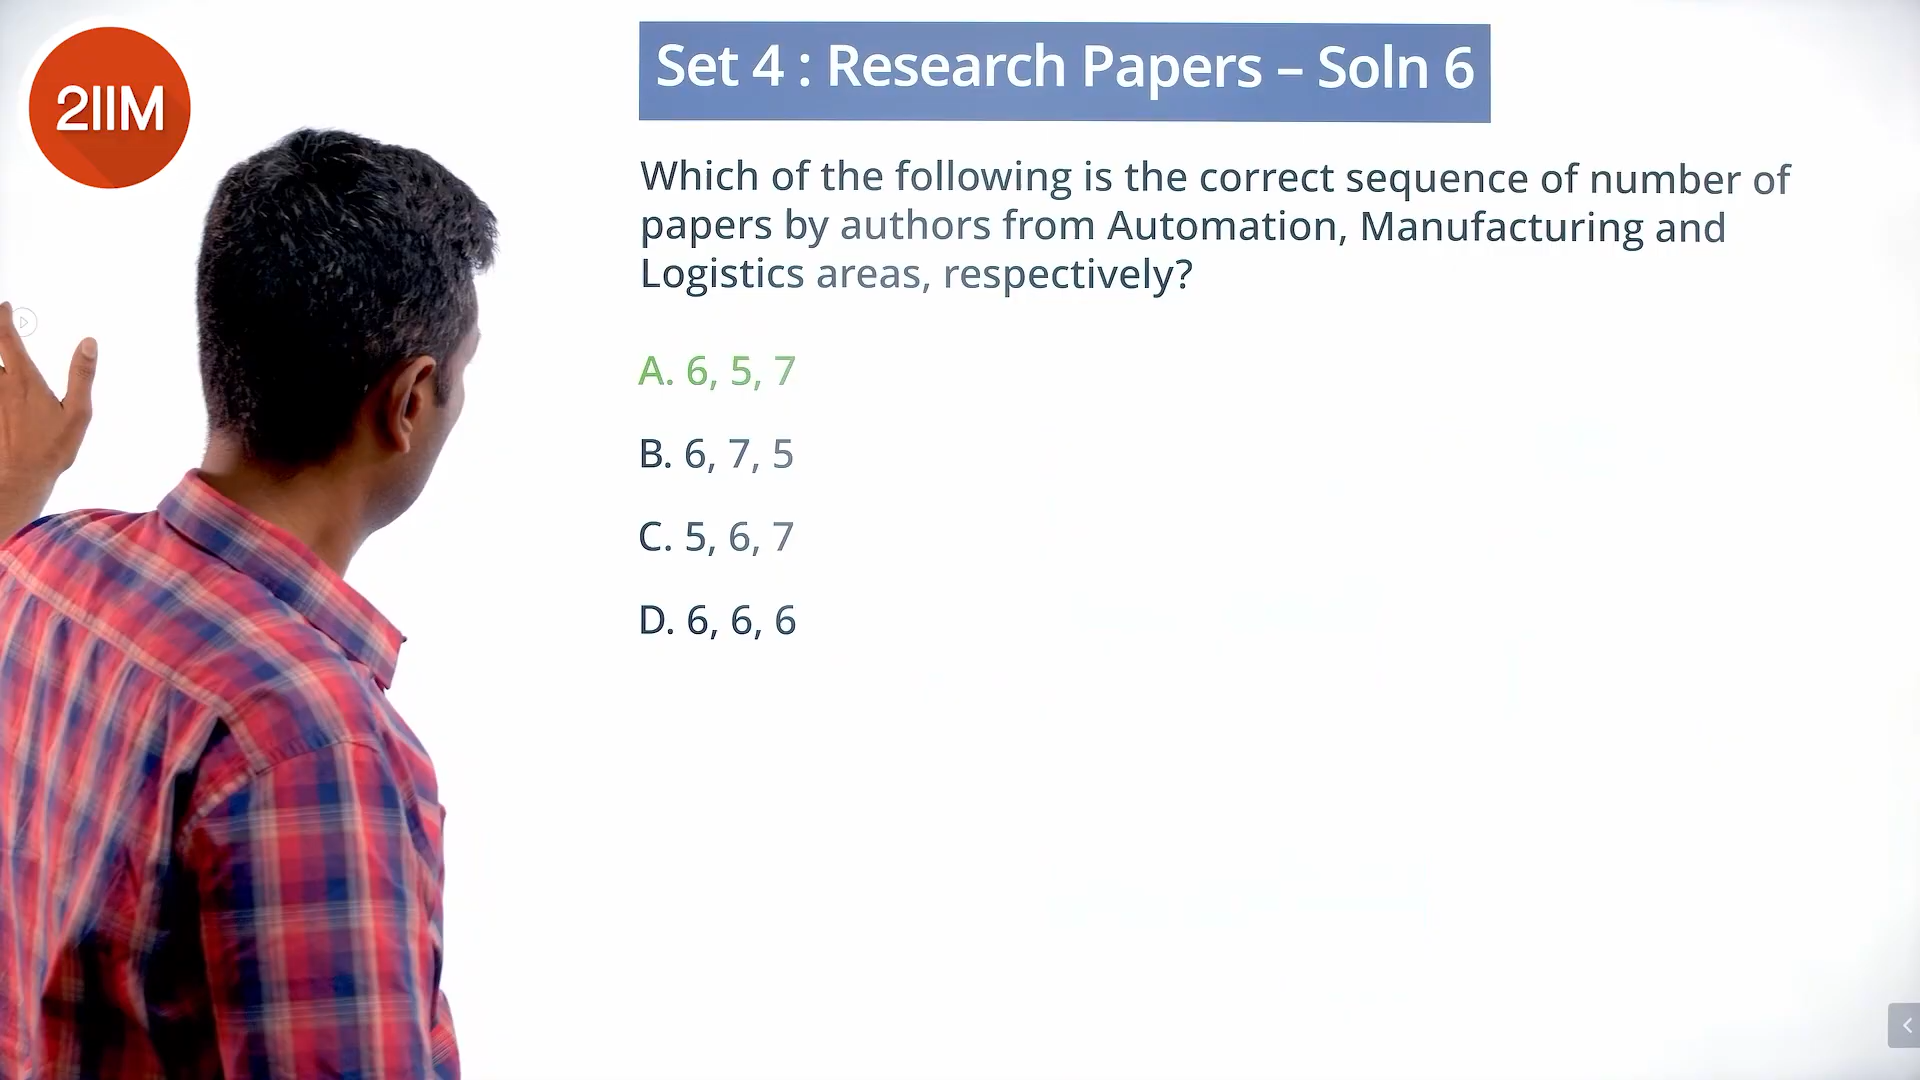 2IIM
Set 4 : Research Papers – Soln 6
Which of the following is the correct sequence of number of
papers by authors from Automation, Manufacturing and
Logistics areas, respectively?
A. 6, 5, 7
B. 6, 7, 5
C. 5, 6, 7
D. 6, 6, 6